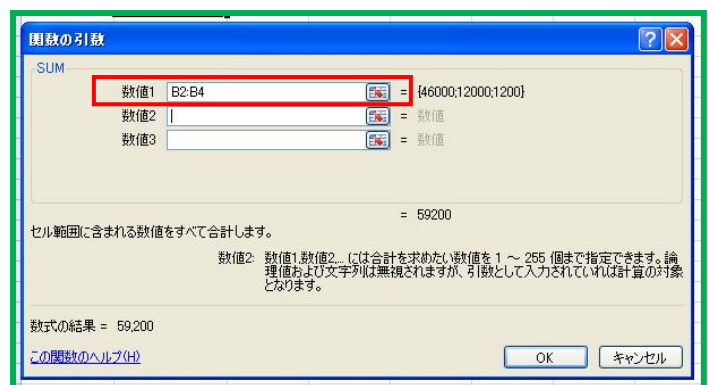 関数の引数
SUM
数値1 B2:B4 = {46000;12000;1200}
数値2 = 数値
数値3 = 数値
= 59200
セル範囲に含まれる数値をすべて合計します。
数値2: 数値1,数値2,... には合計を求めたい数値を 1 ～ 255 個まで指定できます。論
理値および文字列は無視されますが、引数として入力されていれば計算の対象
となります。
数式の結果 = 59,200
この関数のヘルプ(H)
OK
キャンセル